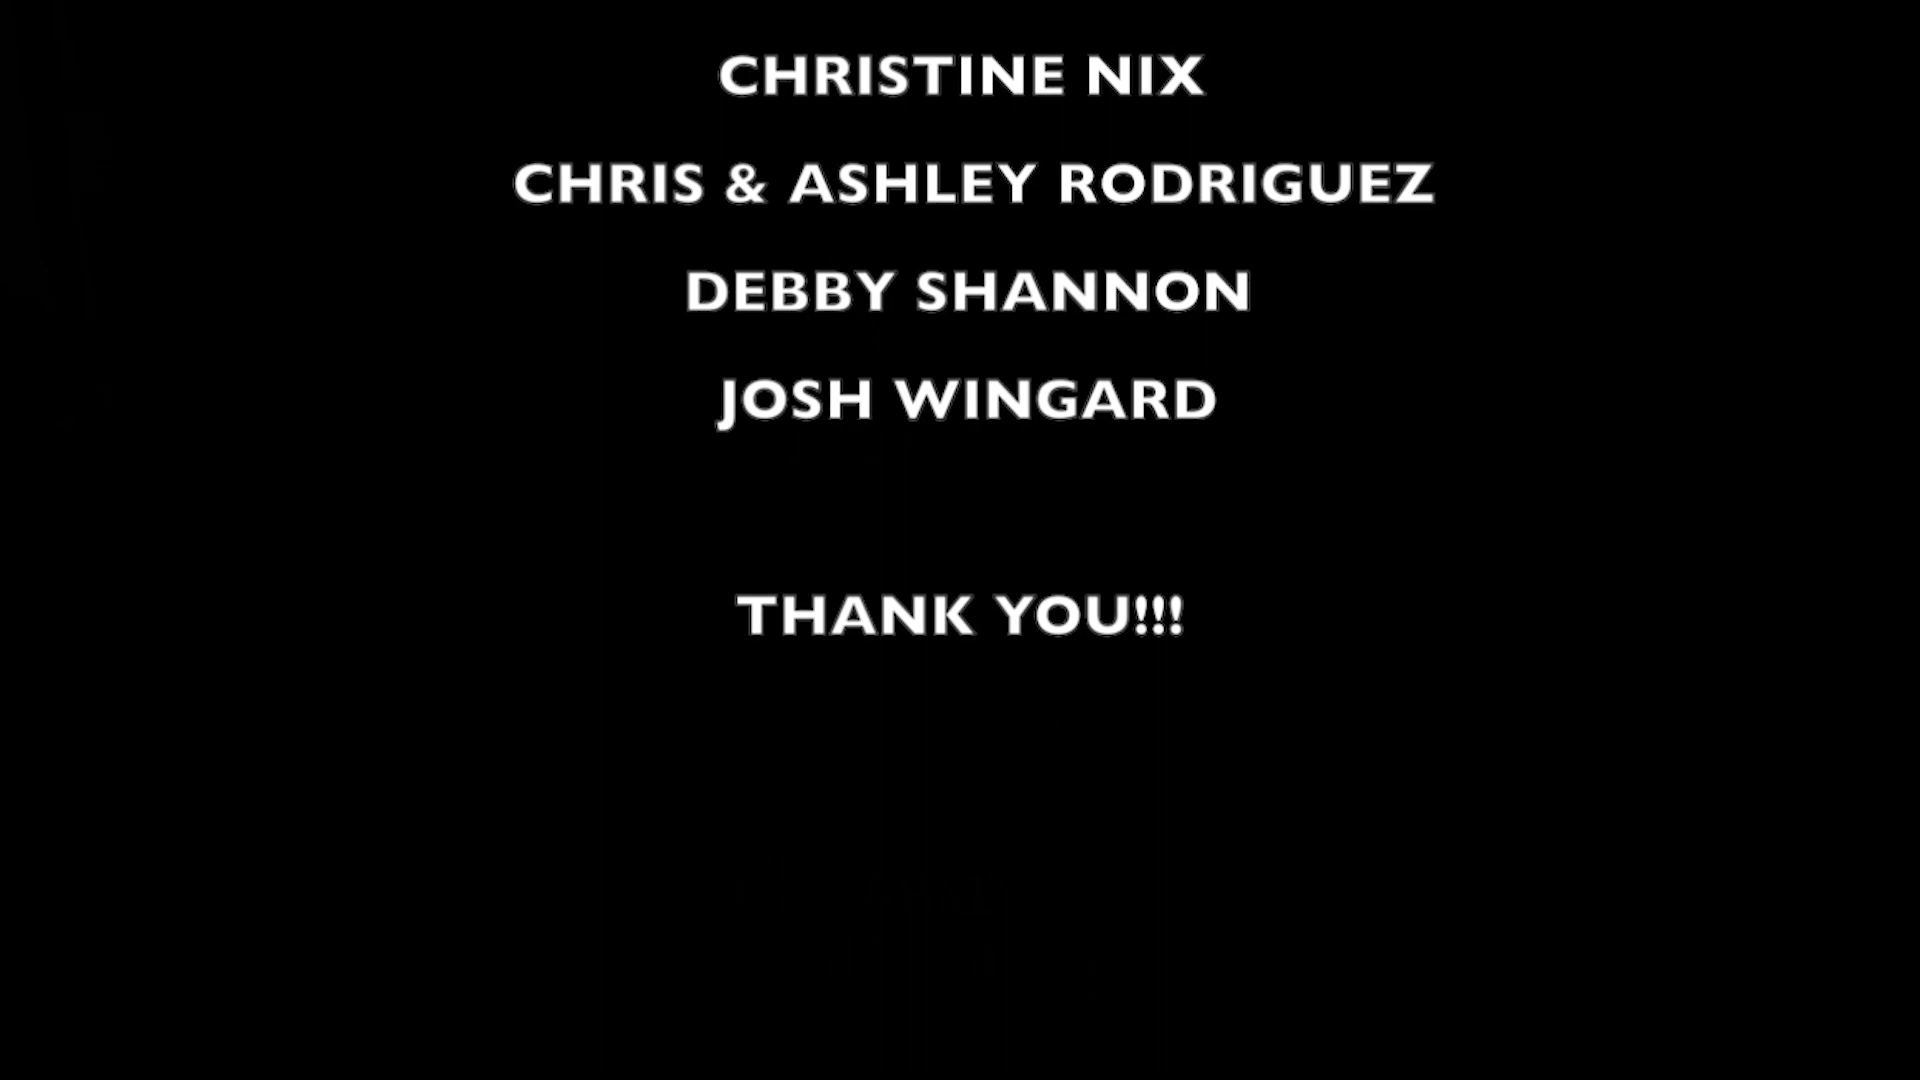 CHRISTINE NIX
CHRIS & ASHLEY RODRIGUEZ
DEBBY SHANNON
JOSH WINGARD
THANK YOU!!!